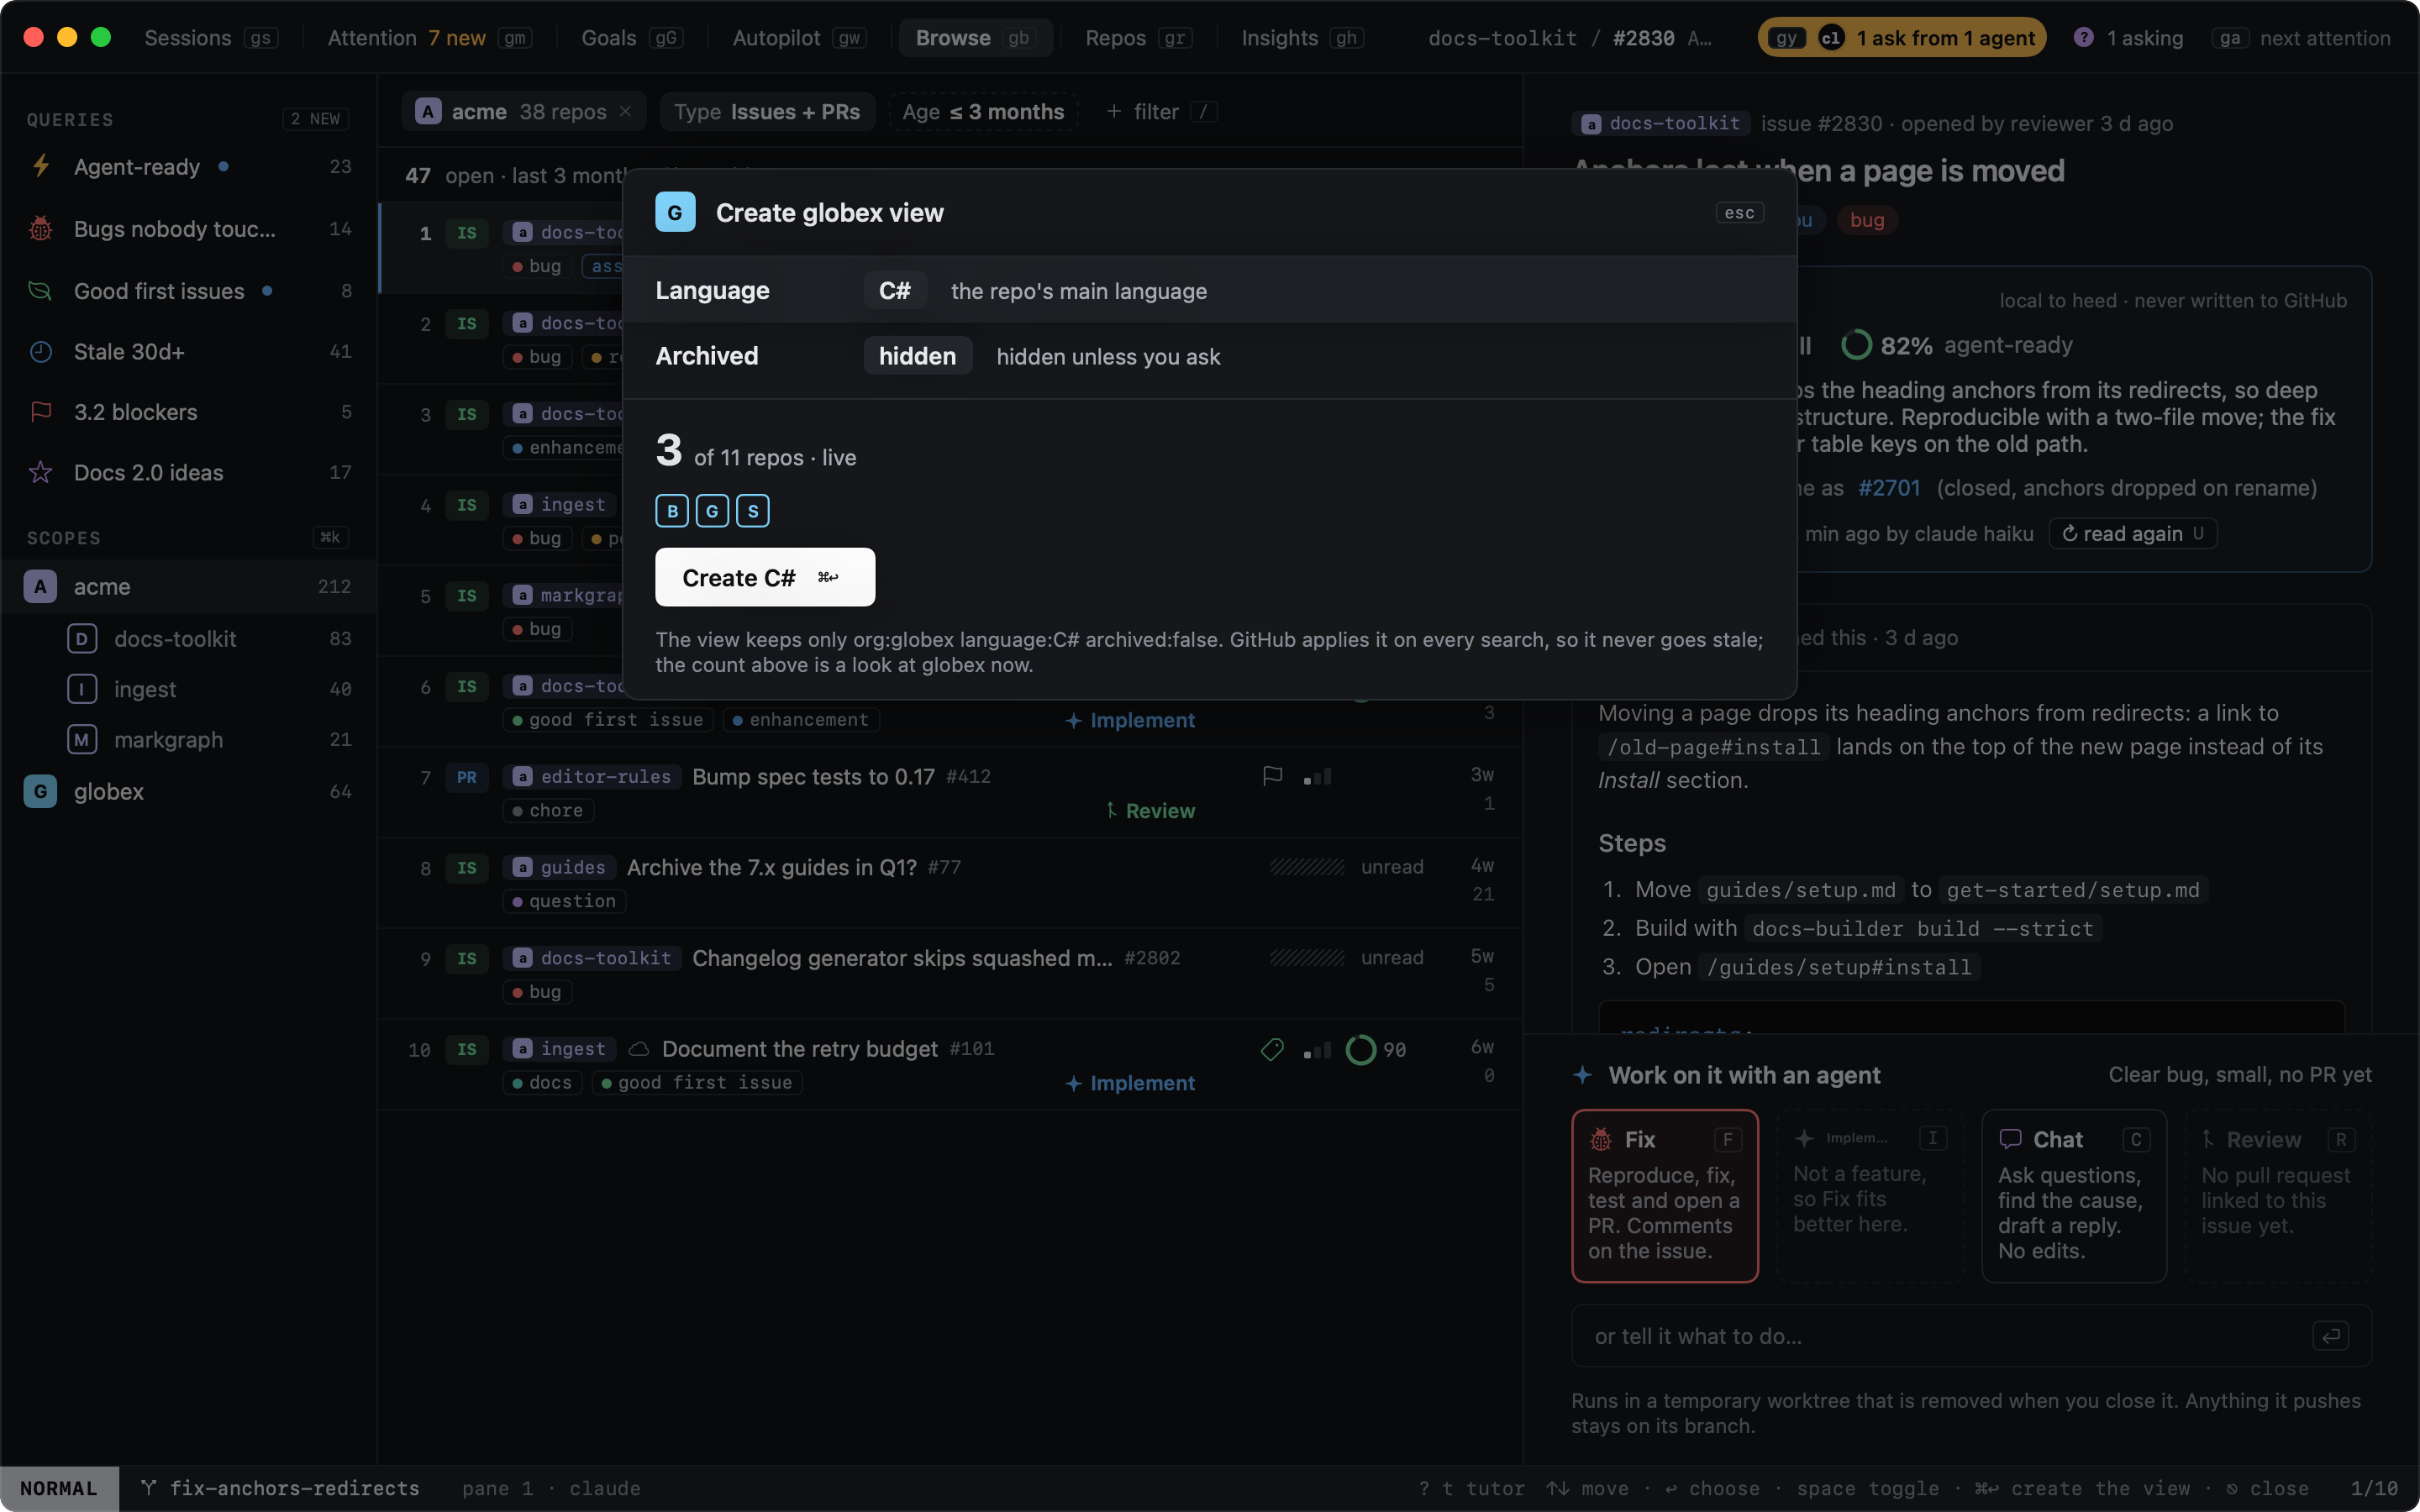 Sessions gs Attention 7 new gm Goals gG Autopilot gw Browse gb Repos gr Insights gh docs-toolkit / #2830 A… gy cl 1 ask from 1 agent ? 1 asking ga next attention
QUERIES 2 NEW
Agent-ready 23
Bugs nobody touc… 14
Good first issues 8
Stale 30d+ 41
3.2 blockers 5
Docs 2.0 ideas 17
SCOPES ⌘k
A acme 212
D docs-toolkit 83
I ingest 40
M markgraph 21
G globex 64
A acme 38 repos × Type Issues + PRs Age ≤ 3 months + filter /
47 open · last 3 month
1 IS a docs-too
bug ass
2 IS a docs-too
bug
3 IS a docs-too
enhanceme
4 IS a ingest
bug
5 IS a markgrap
bug
6 IS a docs-too
good first issue enhancement Implement 3
7 PR a editor-rules Bump spec tests to 0.17 #412 3w
chore Review 1
8 IS a guides Archive the 7.x guides in Q1? #77 unread 4w
question 21
9 IS a docs-toolkit Changelog generator skips squashed m… #2802 unread 5w
bug 5
10 IS a ingest Document the retry budget #101 90 6w
docs good first issue Implement 0
G Create globex view esc
Language C# the repo's main language
Archived hidden hidden unless you ask
3 of 11 repos · live
B G S
Create C# ⌘↩
The view keeps only org:globex language:C# archived:false. GitHub applies it on every search, so it never goes stale;
the count above is a look at globex now.
a docs-toolkit issue #2830 · opened by reviewer 3 d ago
Anchors lost when a page is moved
ou bug
local to heed · never written to GitHub
ll 82% agent-ready
ps the heading anchors from its redirects, so deep
structure. Reproducible with a two-file move; the fix
r table keys on the old path.
ne as #2701 (closed, anchors dropped on rename)
min ago by claude haiku read again U
ed this · 3 d ago
Moving a page drops its heading anchors from redirects: a link to
/old-page#install lands on the top of the new page instead of its
Install section.
Steps
1. Move guides/setup.md to get-started/setup.md
2. Build with docs-builder build --strict
3. Open /guides/setup#install
redirects:
Work on it with an agent Clear bug, small, no PR yet
Fix F
Reproduce, fix,
test and open a
PR. Comments
on the issue.
Implem… I
Not a feature,
so Fix fits
better here.
Chat C
Ask questions,
find the cause,
draft a reply.
No edits.
Review R
No pull request
linked to this
issue yet.
or tell it what to do…
Runs in a temporary worktree that is removed when you close it. Anything it pushes
stays on its branch.
NORMAL fix-anchors-redirects pane 1 · claude ? t tutor ↑↓ move · ↩ choose · space toggle · ⌘↩ create the view · ⎋ close 1/10